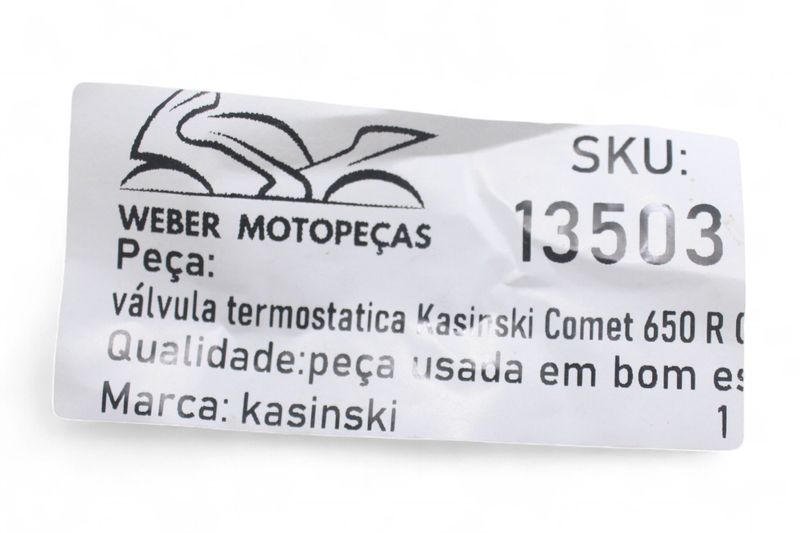 WEBER MOTOPEÇAS
SKU:
13503
Peça:
válvula termostatica Kasinski Comet 650 R
Qualidade:peça usada em bom
Marca: kasinski
1